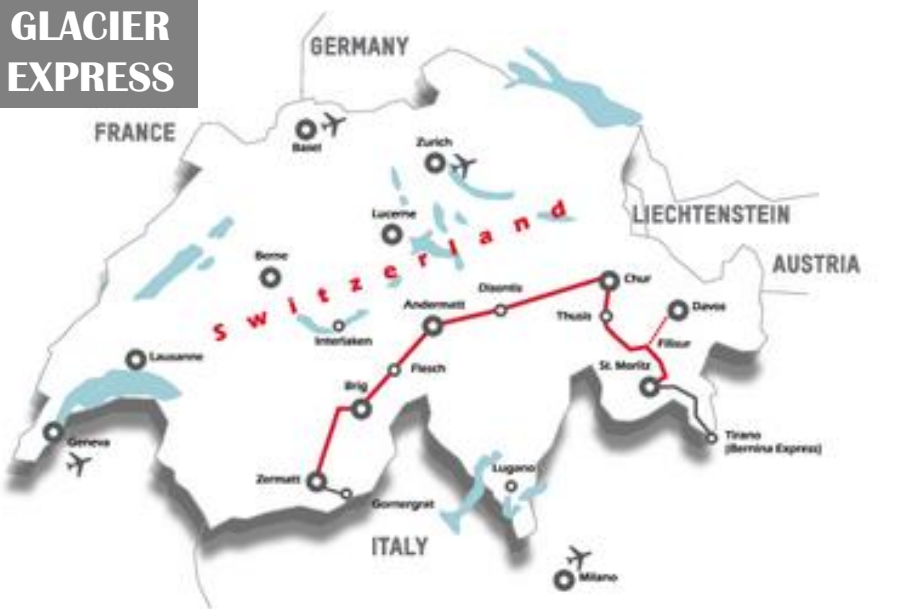 GLACIER
EXPRESS
GERMANY
FRANCE
Basel
Zurich
Lucerne
LIECHTENSTEIN
Switzerland
Berne
AUSTRIA
Disentis
Chur
Andermatt
Davos
Thusis
Interlaken
Filisur
Lausanne
Fiesch
St. Moritz
Brig
Geneva
Tirano
(Bernina Express)
Lugano
Zermatt
Gornergrat
ITALY
Milano